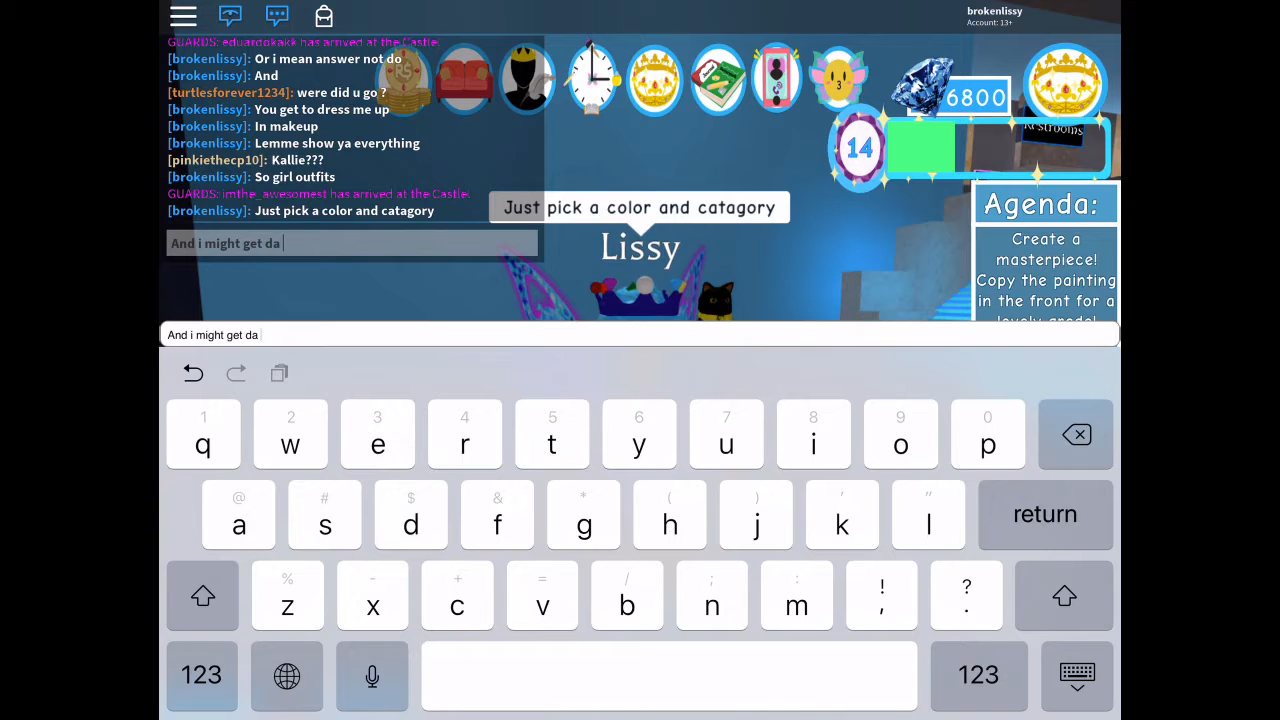 brokenlissy
Account: 13+
GUARDS: eduardokakk has arrived at the Castle.
[brokenlissy]: Or i mean answer not do
[brokenlissy]: And
[turtlesforever1234]: were did u go ?
[brokenlissy]: You get to dress me up
[brokenlissy]: In makeup
[brokenlissy]: Lemme show ya everything
[pinkiethecp10]: Kallie???
[brokenlissy]: So girl outfits
GUARDS: imthe_awesomest has arrived at the Castle.
[brokenlissy]: Just pick a color and catagory
And i might get da
6800
Restrooms
14
Just pick a color and catagory
Lissy
Agenda:
Create a
masterpiece!
Copy the painting
in the front for a
lovely grade!
And i might get da
1 2 3 4 5 6 7 8 9 0
q w e r t y u i o p
@ # $ & * ( ) ' "
a s d f g h j k l return
% - + = / ; : ! ?
z x c v b n m , .
123 123